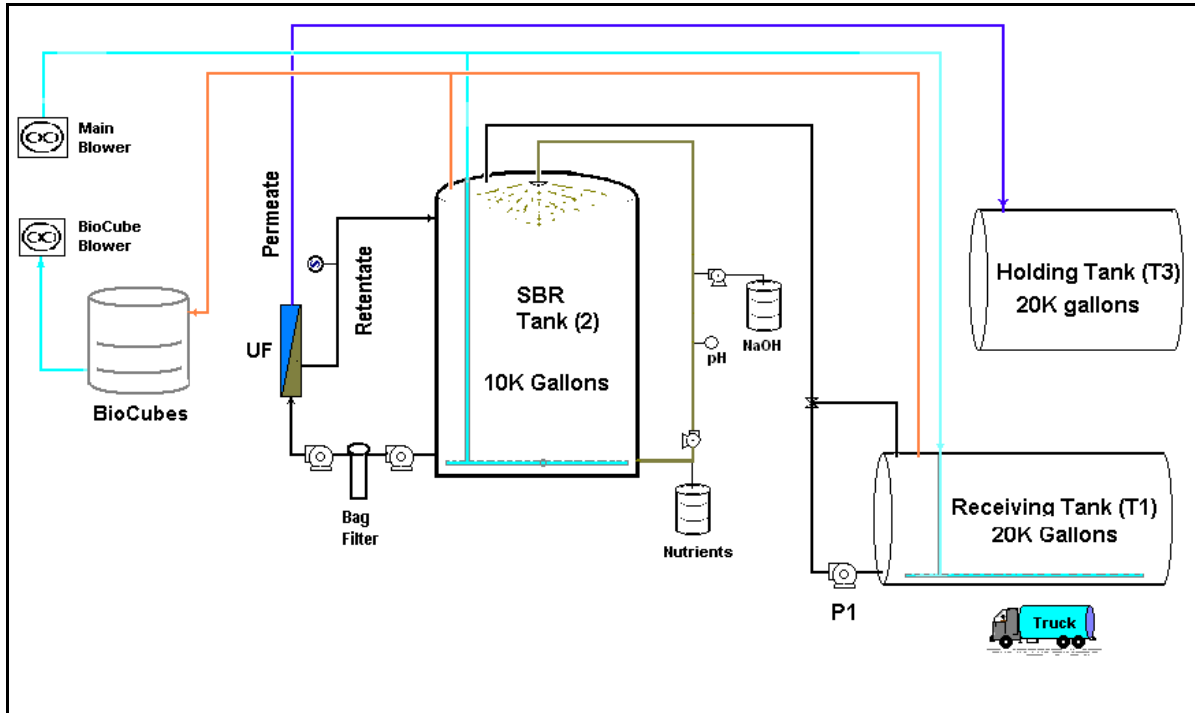 Main
Blower
BioCube
Blower
BioCubes
Permeate
Retentate
S
UF
Bag
Filter
SBR
Tank (2)
10K Gallons
NaOH
pH
Nutrients
Holding Tank (T3)
20K gallons
Receiving Tank (T1)
20K Gallons
P1
Truck